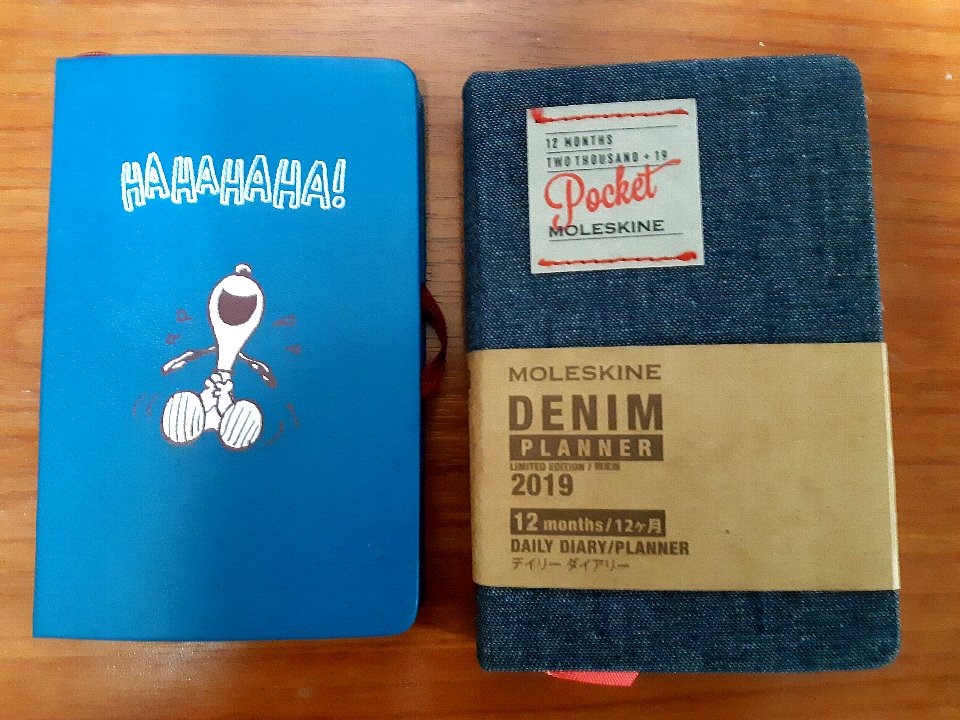 HAHAHAHA!
12 MONTHS
TWO THOUSAND + 19
Pocket
MOLESKINE
MOLESKINE
DENIM
PLANNER
LIMITED EDITION / 限定版
2019
12 months/12ヶ月
DAILY DIARY/PLANNER
デイリー ダイアリー